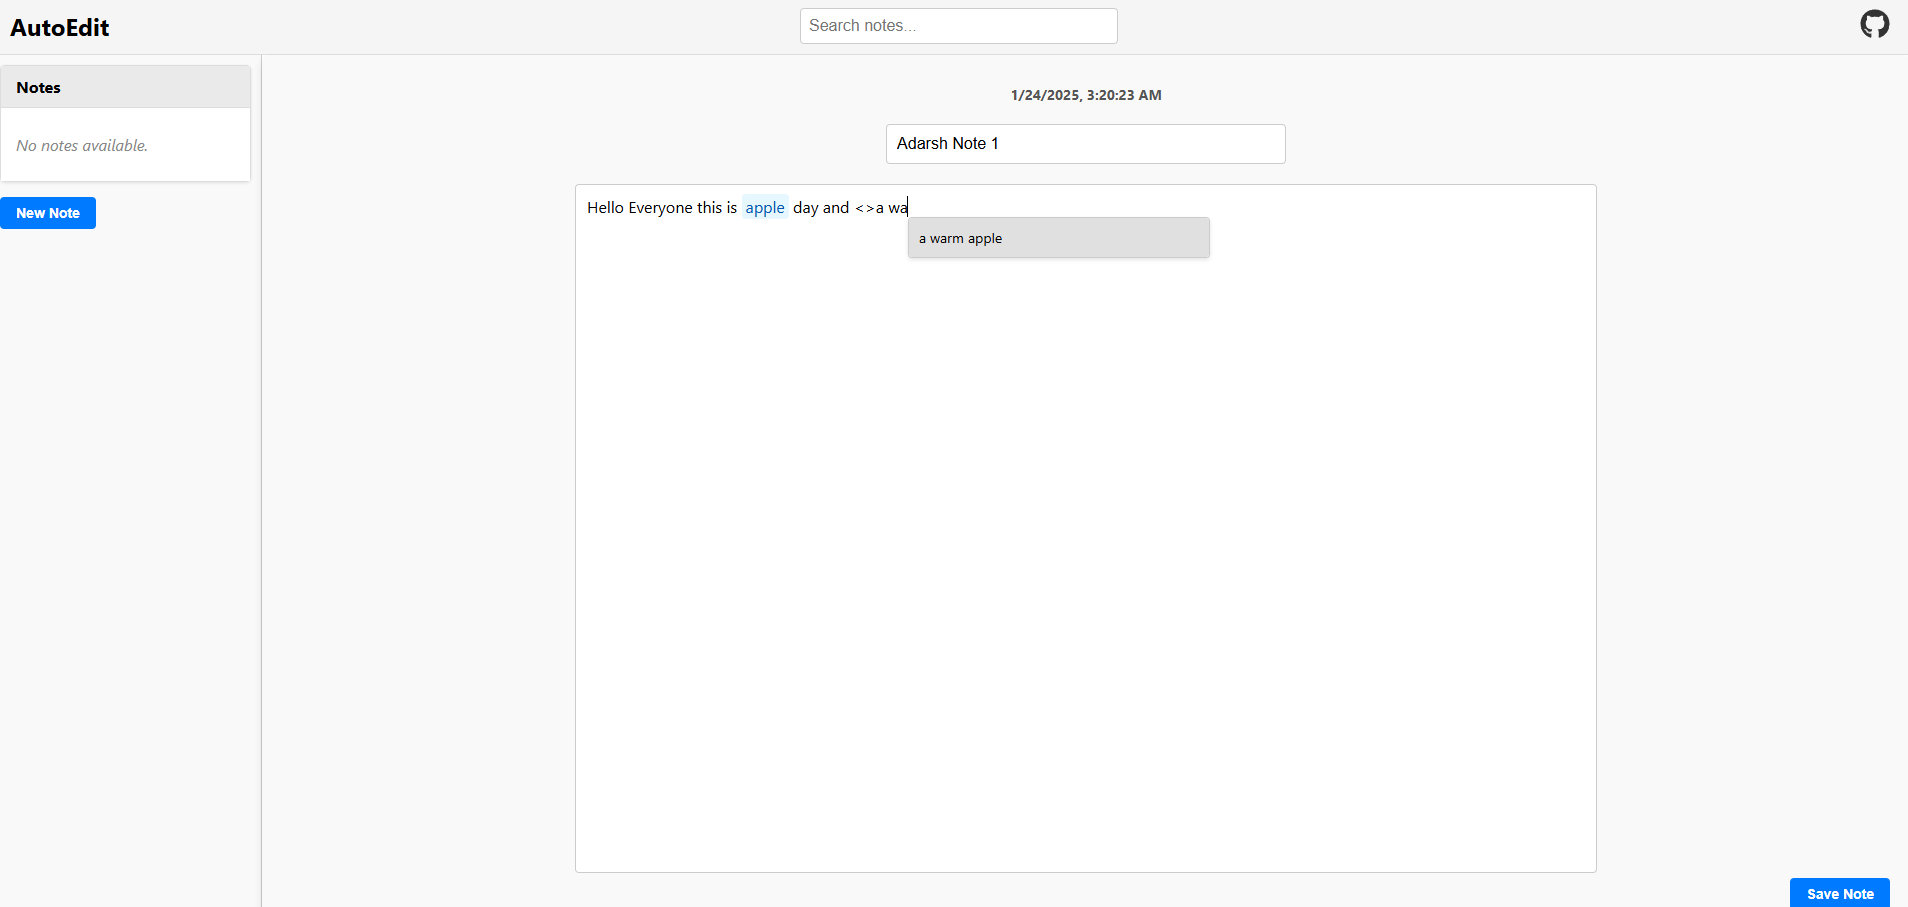 AutoEdit
Search notes...
Notes
No notes available.
New Note
1/24/2025, 3:20:23 AM
Adarsh Note 1
Hello Everyone this is apple day and <>a wa
a warm apple
Save Note